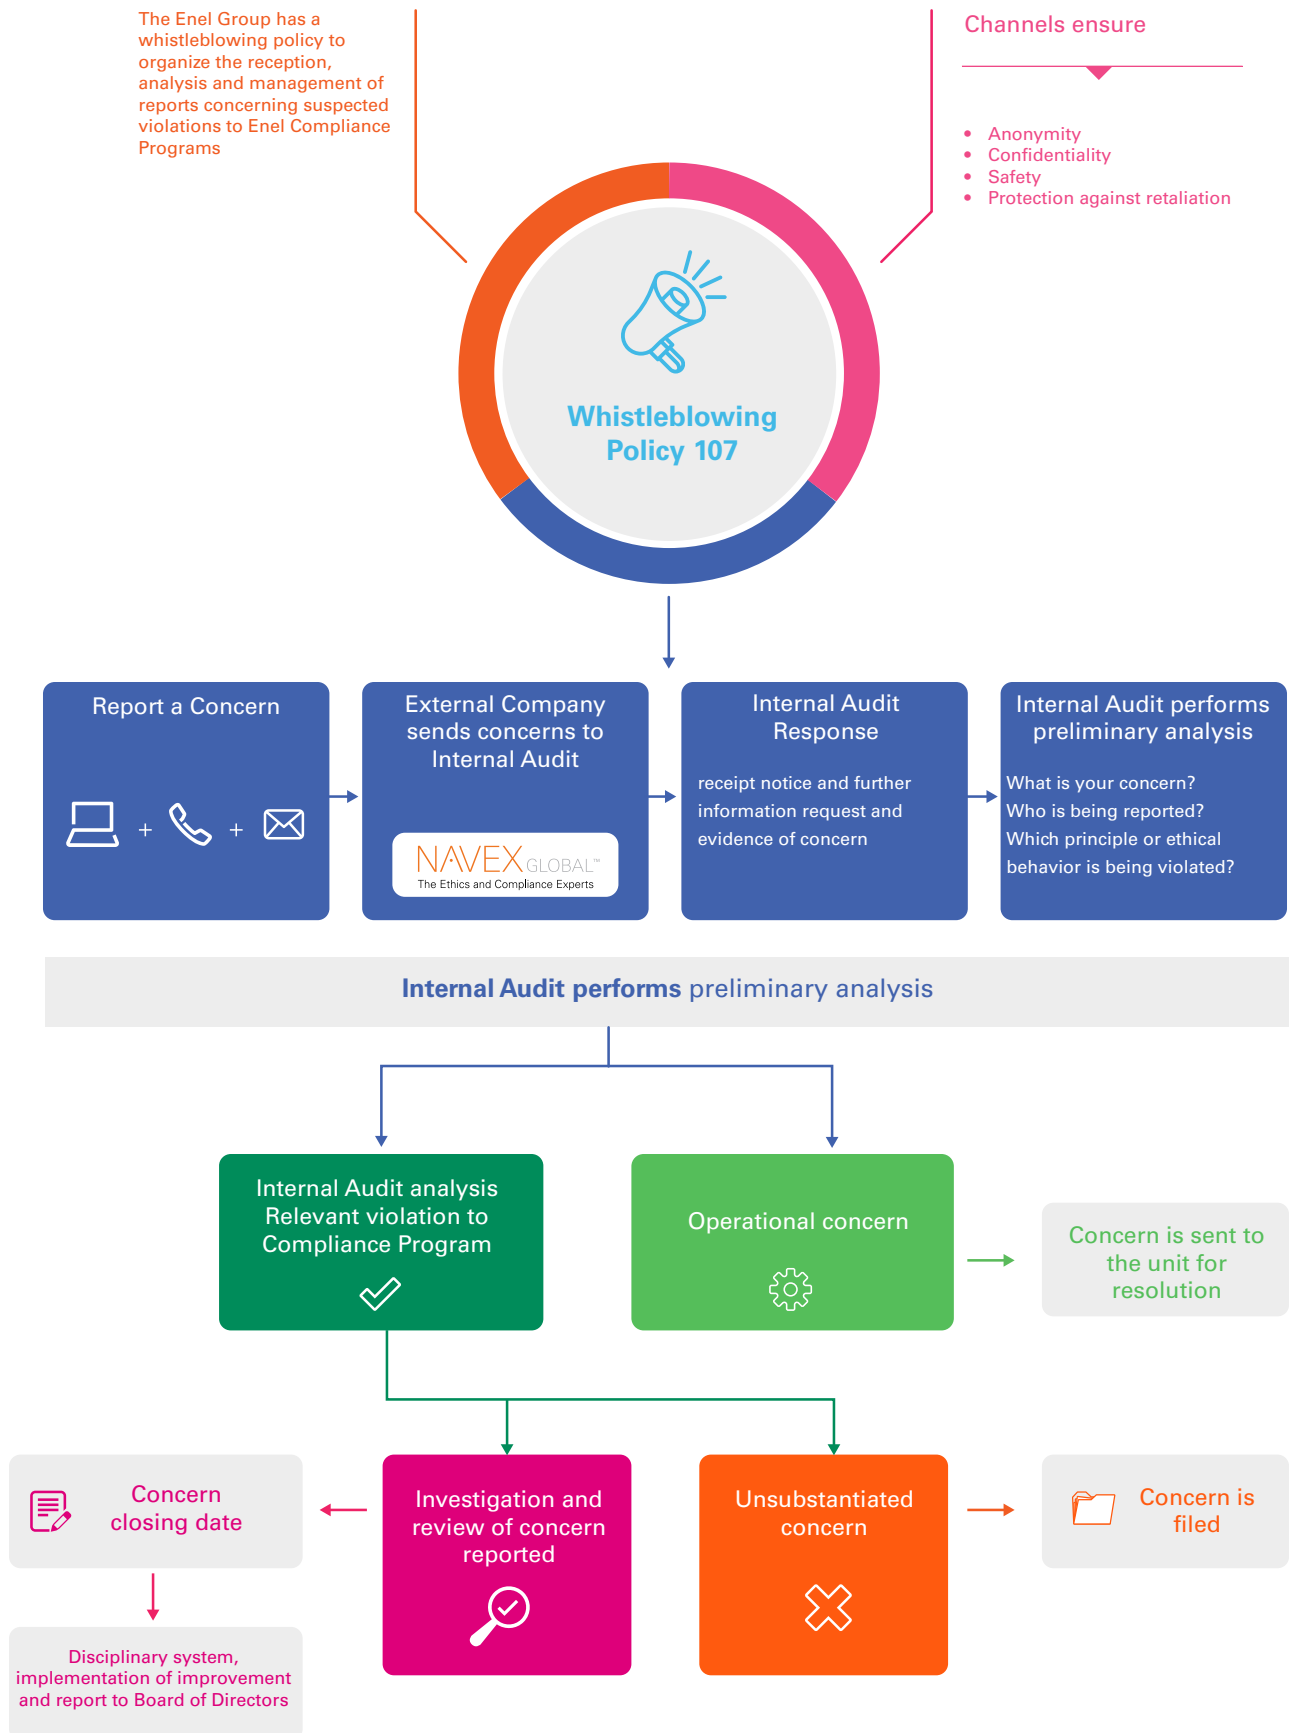 The Enel Group has a
whistleblowing policy to
organize the reception,
analysis and management of
reports concerning suspected
violations to Enel Compliance
Programs
Channels ensure
• Anonymity
• Confidentiality
• Safety
• Protection against retaliation
Whistleblowing
Policy 107
Report a Concern
+ +
External Company
sends concerns to
Internal Audit
NAVEX GLOBAL™
The Ethics and Compliance Experts
Internal Audit
Response
receipt notice and further
information request and
evidence of concern
Internal Audit performs
preliminary analysis
What is your concern?
Who is being reported?
Which principle or ethical
behavior is being violated?
Internal Audit performs preliminary analysis
Internal Audit analysis
Relevant violation to
Compliance Program
Operational concern
Concern is sent to
the unit for
resolution
Concern
closing date
Investigation and
review of concern
reported
Unsubstantiated
concern
Concern is
filed
Disciplinary system,
implementation of improvement
and report to Board of Directors